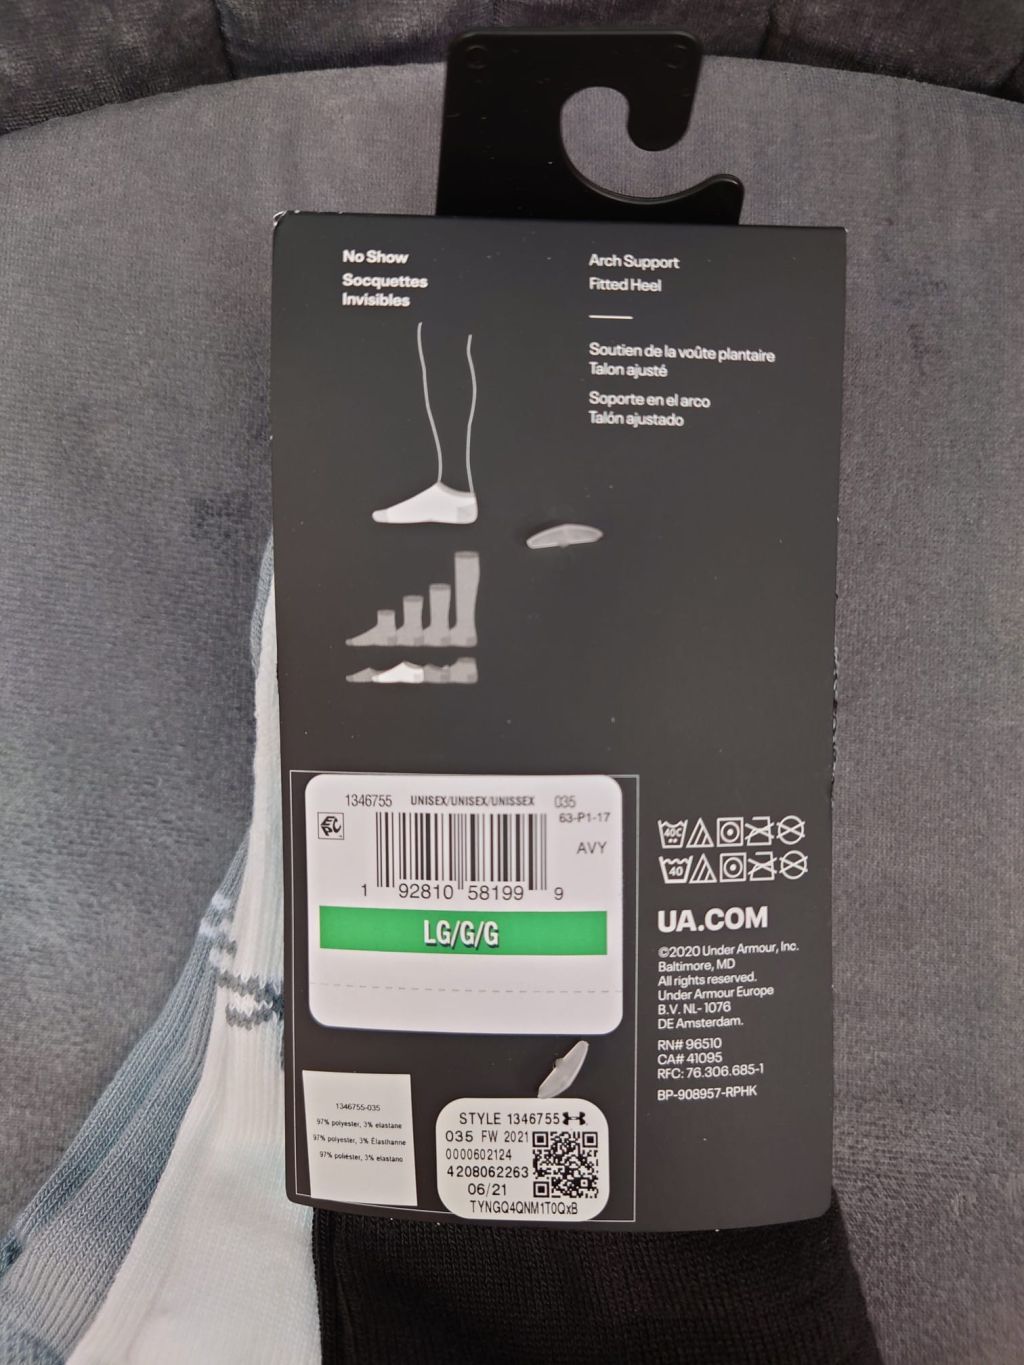 No Show
Socquettes
Invisibles
Arch Support
Fitted Heel
Soutien de la voûte plantaire
Talon ajusté
Soporte en el arco
Talón ajustado
1346755 UNISEX/UNISEX/UNISSEX 035
63-P1-17
AVY
1 92810 58199 9
LG/G/G
40C
40
UA.COM
©2020 Under Armour, Inc.
Baltimore, MD
All rights reserved.
Under Armour Europe
B.V. NL- 1076
DE Amsterdam.
RN# 96510
CA# 41095
RFC: 76.306.685-1
BP-908957-RPHK
1346755-035
97% polyester, 3% elastane
97% polyester, 3% Élasthanne
97% poliéster, 3% elastano
STYLE 1346755
035 FW 2021
0000602124
4208062263
06/21
TYNGQ4QNM1T0QxB